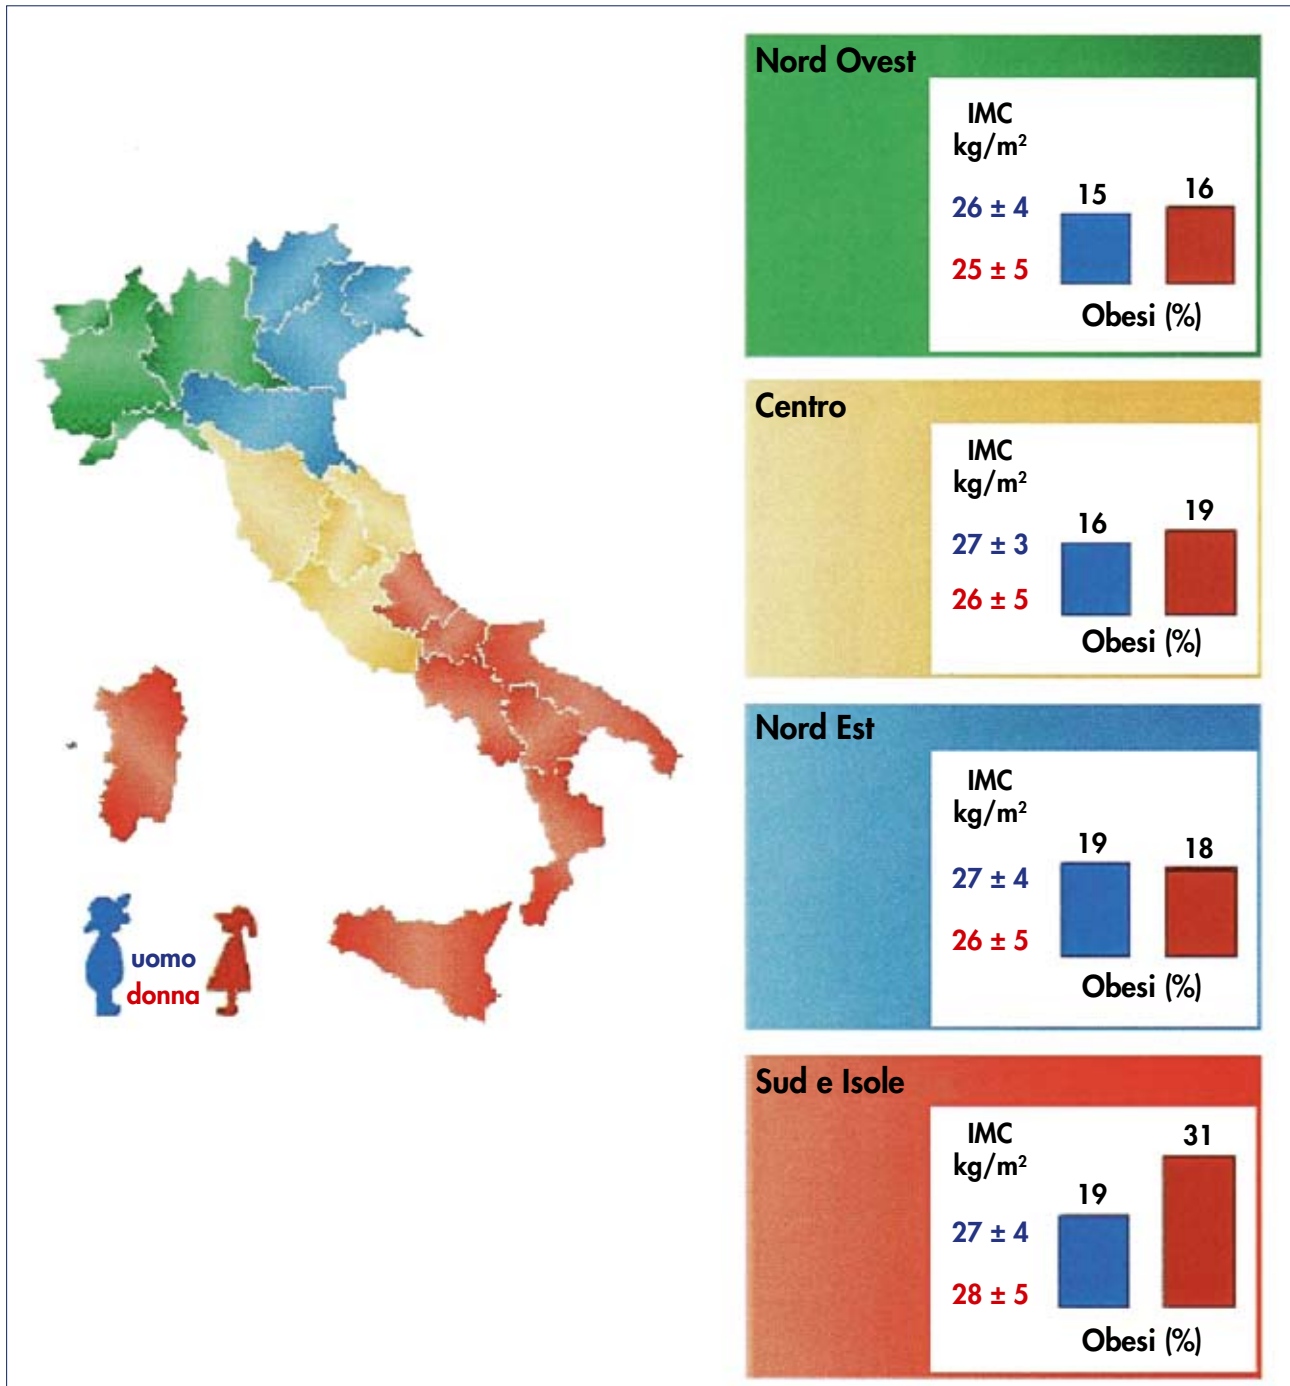 Nord Ovest
IMC
kg/m²
26 ± 4
25 ± 5
15
16
Obesi (%)
Centro
IMC
kg/m²
27 ± 3
26 ± 5
16
19
Obesi (%)
Nord Est
IMC
kg/m²
27 ± 4
26 ± 5
19
18
Obesi (%)
Sud e Isole
IMC
kg/m²
27 ± 4
28 ± 5
19
31
Obesi (%)
uomo
donna